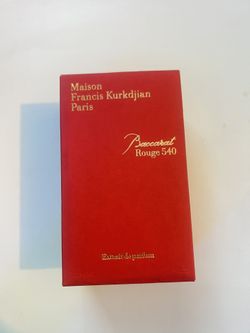 Maison
Francis Kurkdjian
Paris
Baccarat
Rouge 540
Extrait de parfum